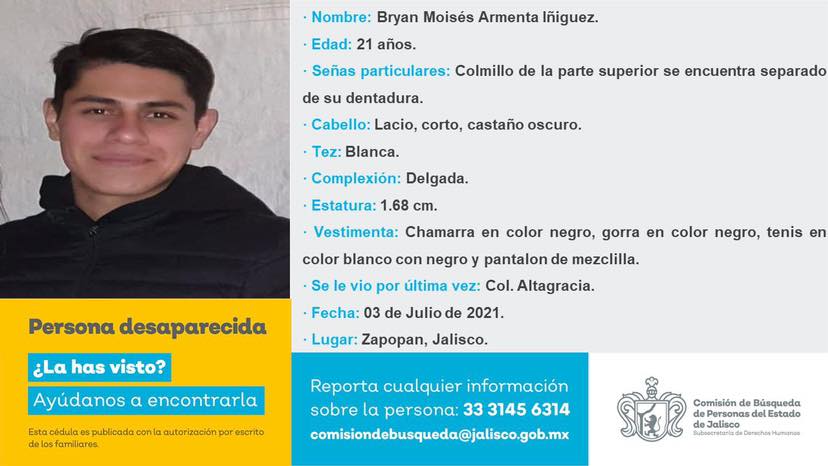 · Nombre: Bryan Moisés Armenta Iñiguez.
· Edad: 21 años.
· Señas particulares: Colmillo de la parte superior se encuentra separado
de su dentadura.
· Cabello: Lacio, corto, castaño oscuro.
· Tez: Blanca.
· Complexión: Delgada.
· Estatura: 1.68 cm.
· Vestimenta: Chamarra en color negro, gorra en color negro, tenis en
color blanco con negro y pantalon de mezclilla.
· Se le vio por última vez: Col. Altagracia.
· Fecha: 03 de Julio de 2021.
· Lugar: Zapopan, Jalisco.
Persona desaparecida
¿La has visto?
Ayúdanos a encontrarla
Esta cédula es publicada con la autorización por escrito
de los familiares.
Reporta cualquier información
sobre la persona: 33 3145 6314
comisiondebusqueda@jalisco.gob.mx
Comisión de Búsqueda
de Personas del Estado
de Jalisco
Subsecretaría de Derechos Humanos